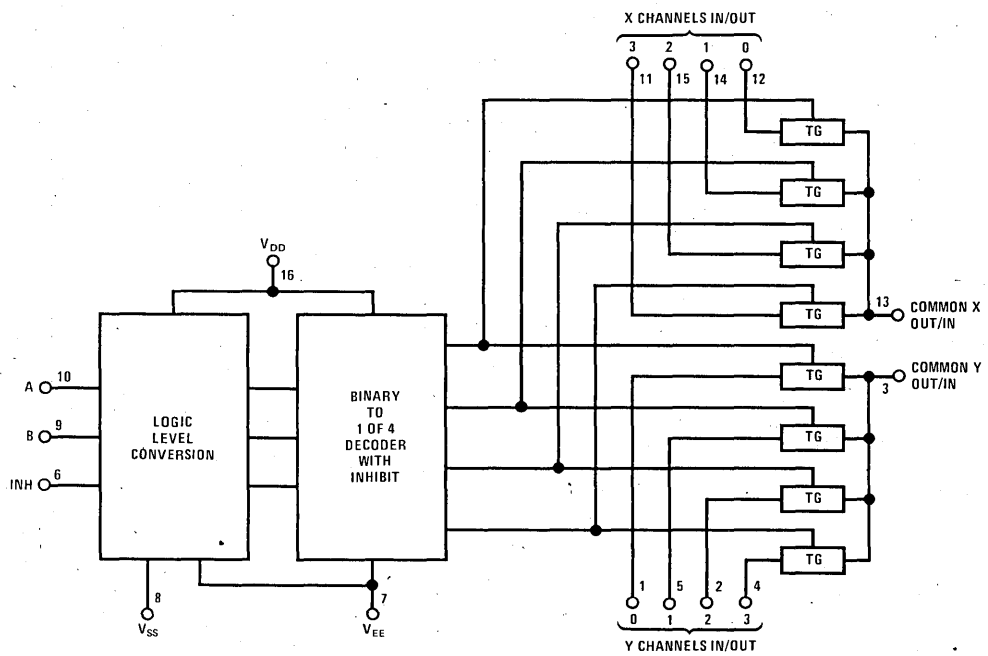 X CHANNELS IN/OUT
3 2 1 0
11 15 14 12
TG
TG
TG
TG
13
COMMON X
OUT/IN
VDD
16
A 10
B 9
INH 6
LOGIC
LEVEL
CONVERSION
BINARY
TO
1 OF 4
DECODER
WITH
INHIBIT
8
VSS
7
VEE
TG
TG
TG
TG
COMMON Y
OUT/IN
3
1 5 2 4
0 1 2 3
Y CHANNELS IN/OUT